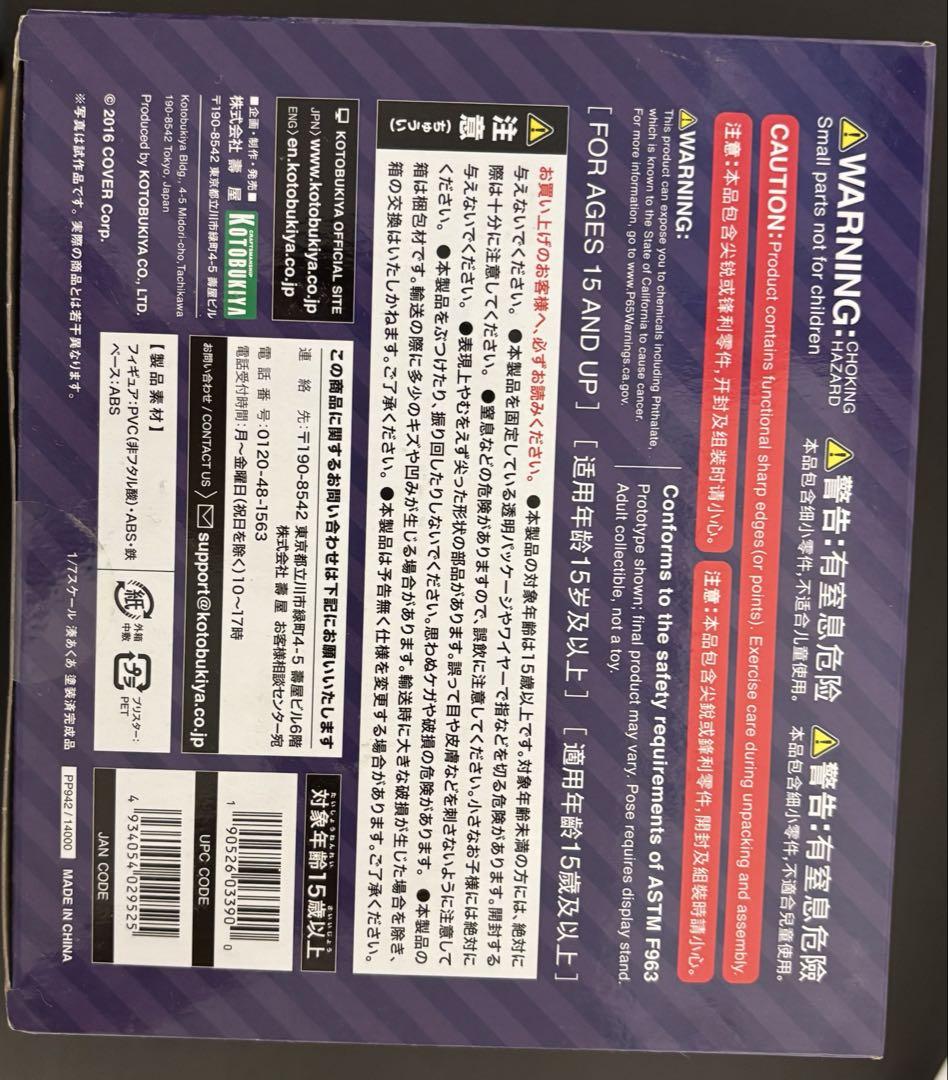 ⚠WARNING: CHOKING HAZARD
Small parts not for children
⚠警告:有窒息危险
本品包含细小零件,不适合儿童使用。
⚠警告:有窒息危險
本品包含細小零件,不適合兒童使用。
CAUTION:Product contains functional sharp edges(or points). Exercise care during unpacking and assembly.
注意:本品包含尖锐或锋利零件,开封及组装时请小心。
注意:本品包含尖銳或鋒利零件,開封及組裝時請小心。
⚠WARNING:
This product can expose you to chemicals including Phthalate,
which is known to the State of California to cause cancer.
For more information, go to www.P65Warnings.ca.gov.
Conforms to the safety requirements of ASTM F963
Prototype shown; final product may vary. Pose requires display stand.
Adult collectible, not a toy.
[ FOR AGES 15 AND UP ] [ 适用年龄15岁及以上 ] [ 適用年齡15歲及以上 ]
⚠注意(ちゅうい)
お買い上げのお客様へ、必ずお読みください。 ●本製品の対象年齢は15歳以上です。対象年齢未満の方には、絶対に
与えないでください。 ●本製品を固定している透明パッケージやワイヤーで指などを切る危険があります。開封する
際は十分に注意してください。 ●窒息などの危険がありますので、誤飲に注意してください。小さなお子様には絶対に
与えないでください。 ●表現上やむをえず尖った形状の部品があります。誤って目や皮膚などを刺さないように注意して
ください。 ●本製品をぶつけたり、振り回したりしないでください。思わぬケガや破損の危険があります。 ●本製品の
箱は梱包材です。輸送の際に多少のキズや凹みが生じる場合があります。輸送時に大きな破損が生じた場合を除き、
箱の交換はいたしかねます。ご了承ください。 ●本製品は予告無く仕様を変更する場合があります。ご了承ください。
KOTOBUKIYA OFFICIAL SITE
JPN〉www.kotobukiya.co.jp
ENG〉en.kotobukiya.co.jp
■企画・制作・発売■
株式会社 壽 屋
CRAFTSMANSHIP
KOTOBUKIYA
〒190-8542 東京都立川市緑町4-5 壽屋ビル
Kotobukiya Bldg., 4-5 Midori-cho,Tachikawa
190-8542 Tokyo, Japan
Produced by KOTOBUKIYA CO., LTD.
© 2016 COVER Corp.
※写真は試作品です。実際の商品とは若干異なります。
この商品に関するお問い合わせは下記にお願いいたします
連 絡 先:〒190-8542 東京都立川市緑町4-5 壽屋ビル6階
株式会社 壽 屋 お客様相談センター宛
電 話 番 号:0120-48-1563
電話受付時間:月～金曜日(祝日を除く)10～17時
お問い合わせ / CONTACT US 〉 support@kotobukiya.co.jp
【 製品素材 】
フィギュア:PVC(非フタル酸)・ABS・鉄
ベース:ABS
紙
外箱
中敷
プラ
ブリスター:
PET
1/7スケール 湊あくあ 塗装済完成品
対象年齢15歳以上
たいしょうねんれい さいいじょう
UPC CODE
1 90526 03390 0
JAN CODE
4 934054 029525
PP942 / 14000
MADE IN CHINA